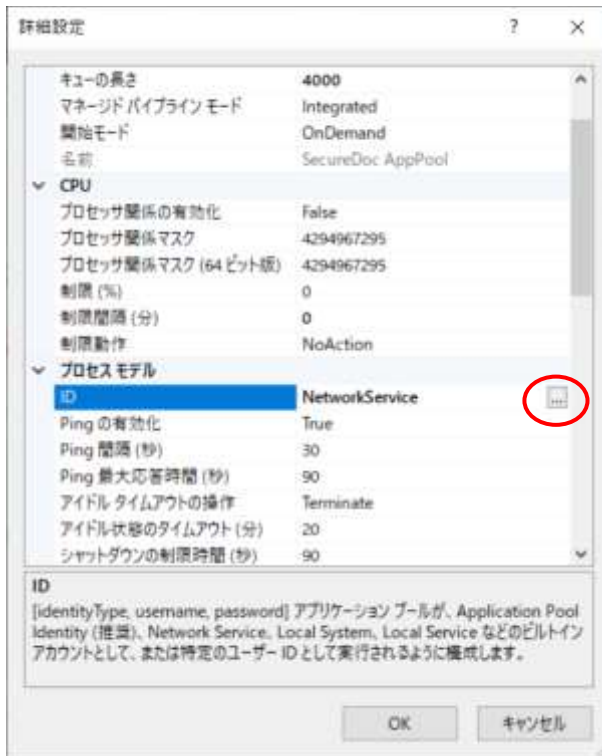 詳細設定
キューの長さ 4000
マネージド パイプライン モード Integrated
開始モード OnDemand
名前 SecureDoc AppPool
CPU
プロセッサ関係の有効化 False
プロセッサ関係マスク 4294967295
プロセッサ関係マスク (64 ビット版) 4294967295
制限 (%) 0
制限間隔 (分) 0
制限動作 NoAction
プロセス モデル
ID NetworkService ...
Ping の有効化 True
Ping 間隔 (秒) 30
Ping 最大応答時間 (秒) 90
アイドル タイムアウトの操作 Terminate
アイドル状態のタイムアウト (分) 20
シャットダウンの制限時間 (秒) 90
ID
[identityType, username, password] アプリケーション プールが、Application Pool
Identity (推奨)、Network Service、Local System、Local Service などのビルトイン
アカウントとして、または特定のユーザー ID として実行されるように構成します。
OK キャンセル